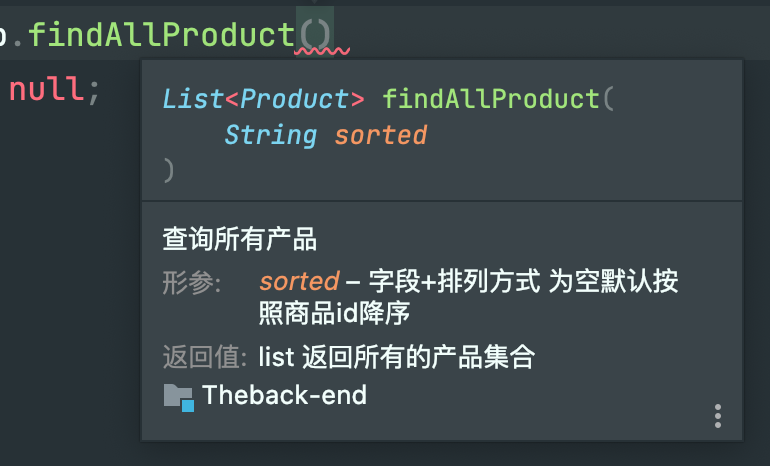 .findAllProduct()
null;
List<Product> findAllProduct(
String sorted
)
查询所有产品
形参: sorted – 字段+排列方式 为空默认按
照商品id降序
返回值: list 返回所有的产品集合
Theback-end